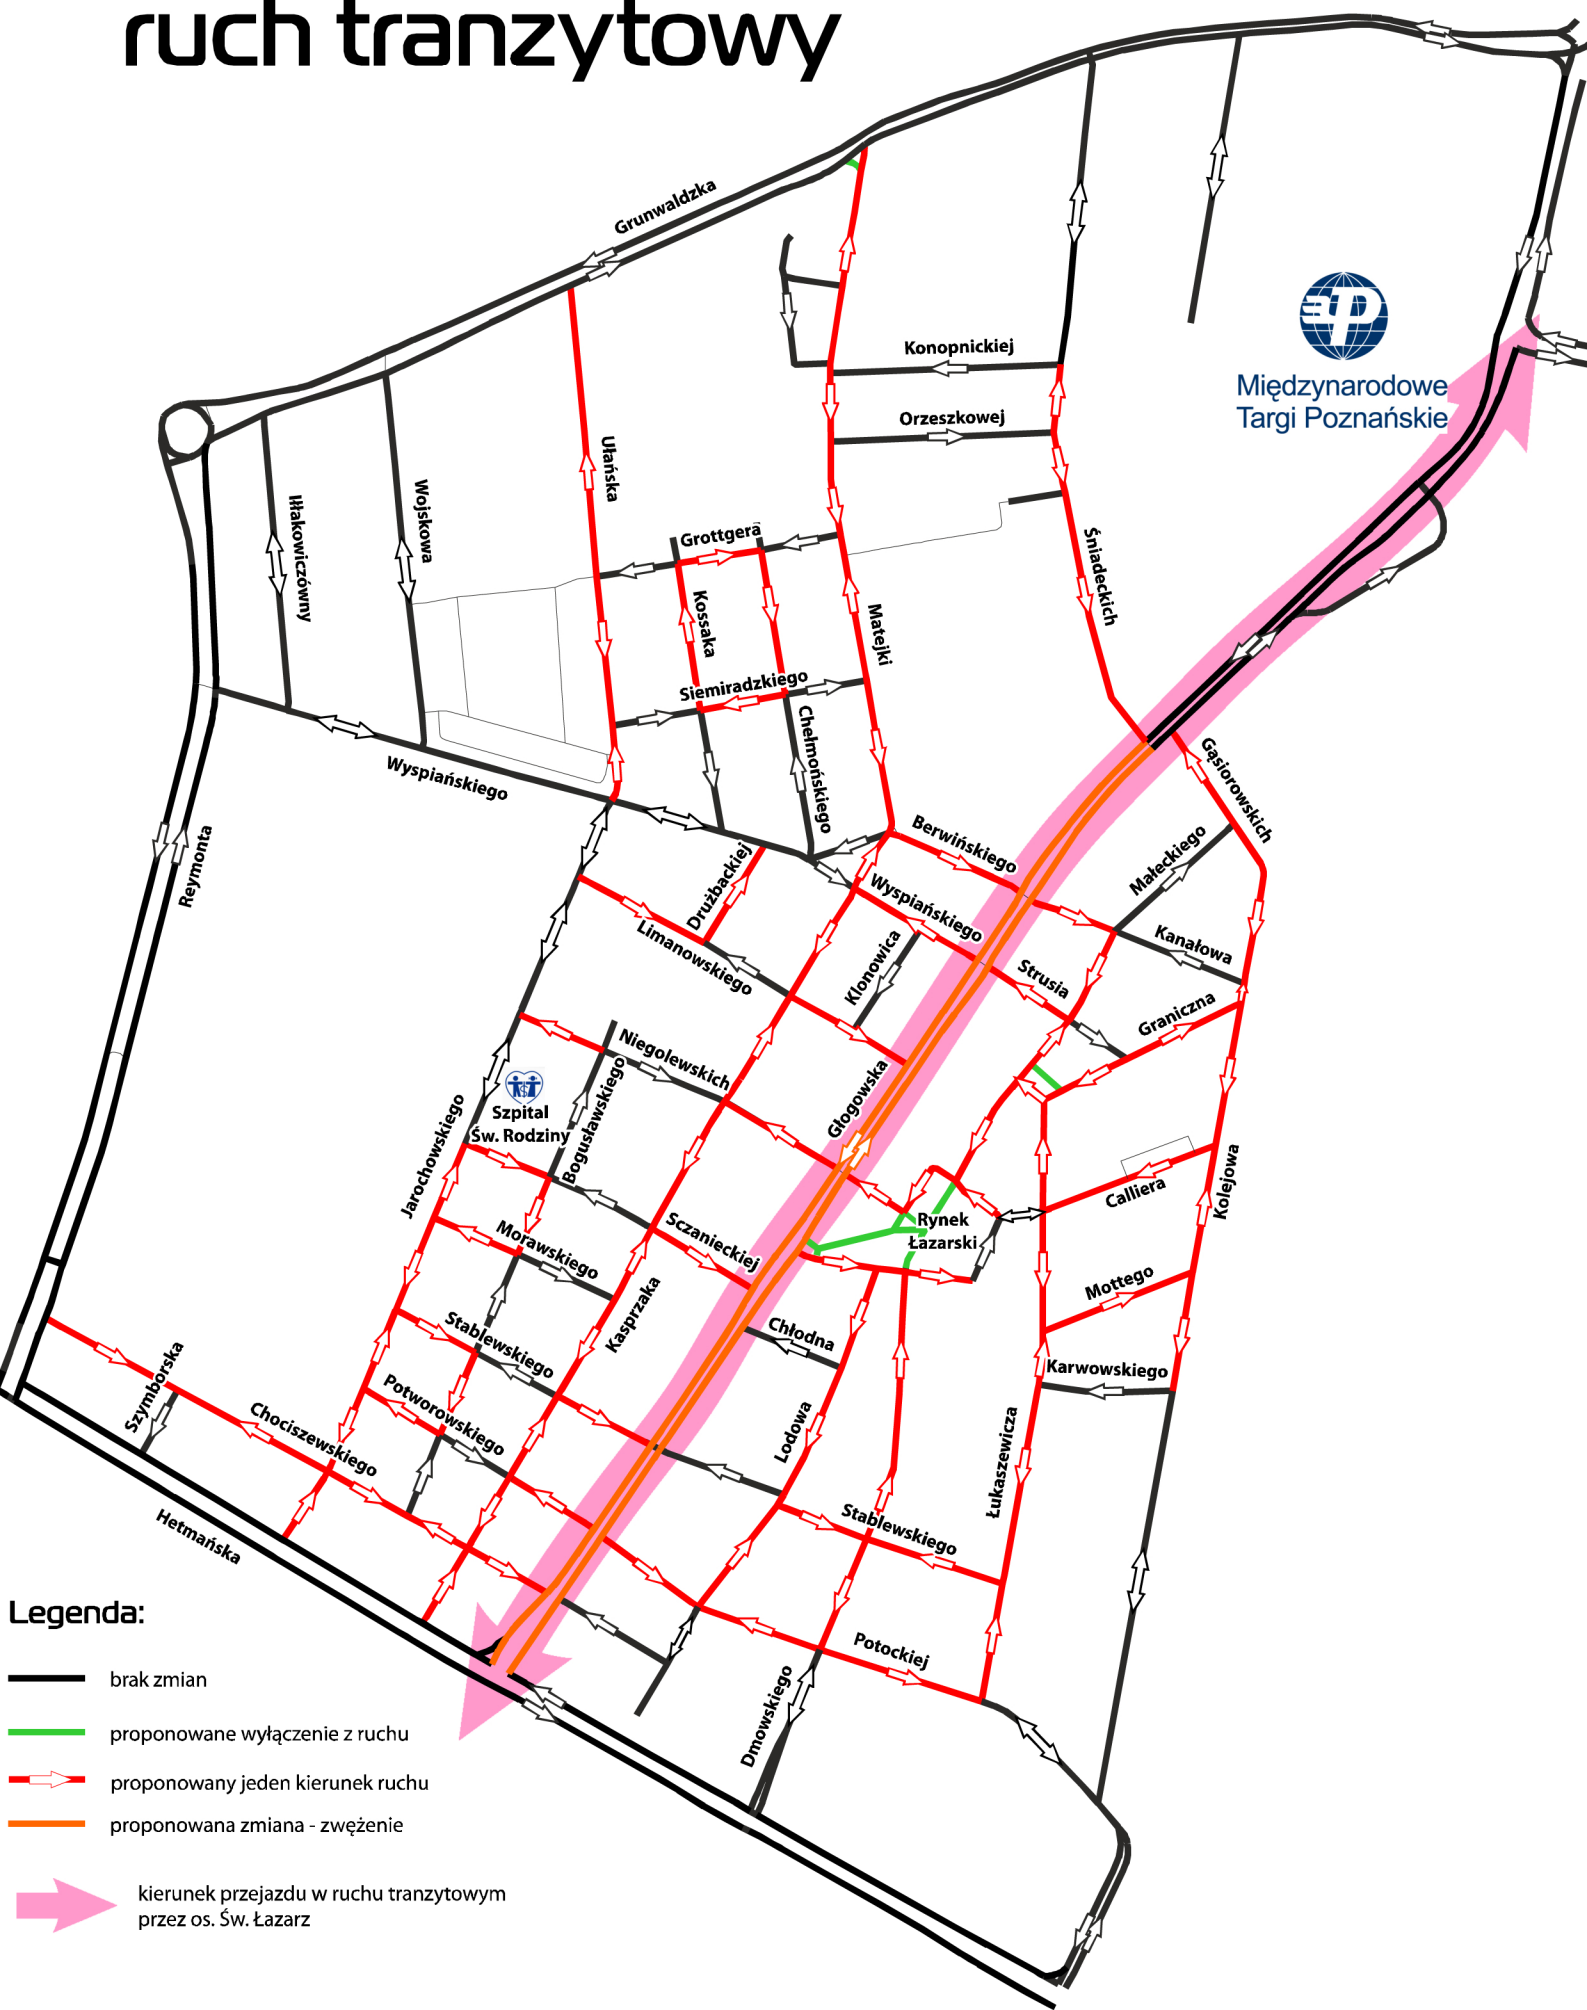 ruch tranzytowy
Grunwaldzka
Konopnickiej
Międzynarodowe
Targi Poznańskie
Orzeszkowej
Ułańska
Wojskowa
Iłłakowiczówny
Grottgera
Śniadeckich
Kossaka
Matejki
Siemiradzkiego
Chełmońskiego
Wyspiańskiego
Gąsiorowskich
Reymonta
Berwińskiego
Małeckiego
Drużbackiej
Wyspiańskiego
Limanowskiego
Klonowica
Kanałowa
Strusia
Graniczna
Niegolewskich
Głogowska
Szpital
Św. Rodziny
Bogusławskiego
Jarochowskiego
Calliera
Kolejowa
Rynek
Łazarski
Sczanieckiej
Morawskiego
Mottego
Kasprzaka
Chłodna
Stablewskiego
Karwowskiego
Szymborska
Potworowskiego
Chociszewskiego
Lodowa
Łukaszewicza
Stablewskiego
Hetmańska
Potockiej
Dmowskiego
Legenda:
brak zmian
proponowane wyłączenie z ruchu
proponowany jeden kierunek ruchu
proponowana zmiana - zwężenie
kierunek przejazdu w ruchu tranzytowym
przez os. Św. Łazarz